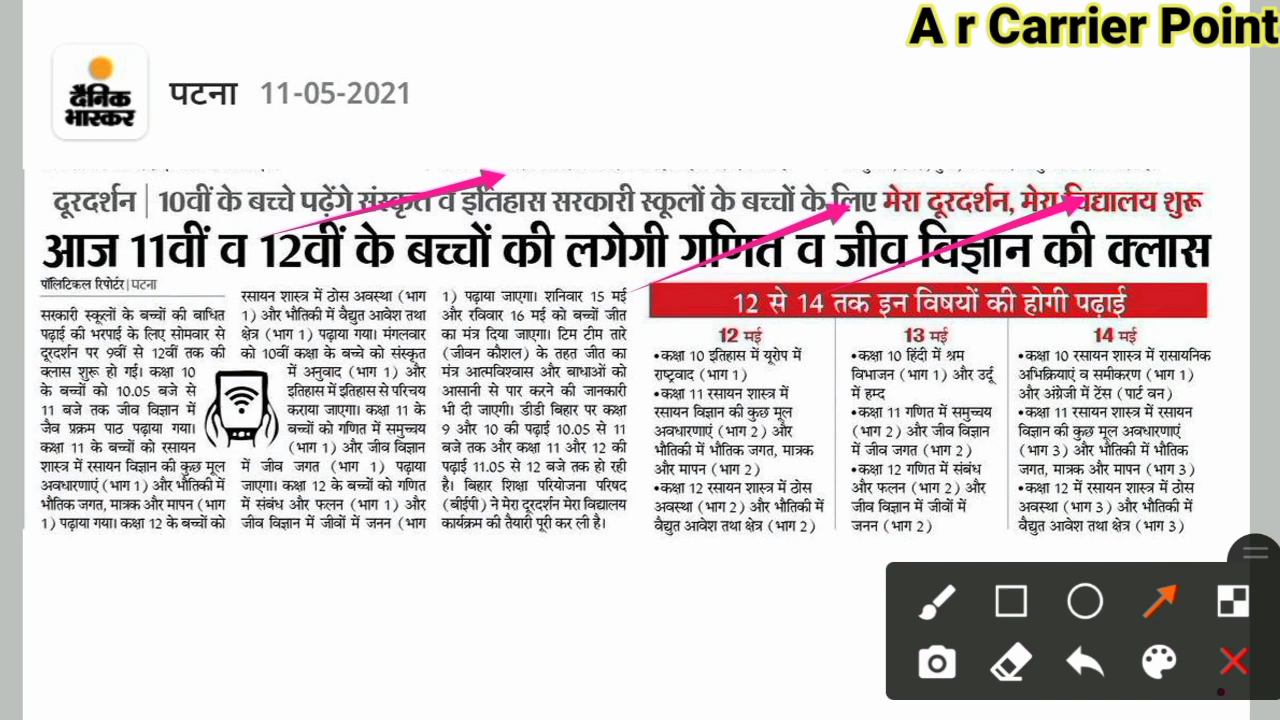 A r Carrier Point
दैनिक
भास्कर
पटना 11-05-2021
दूरदर्शन | 10वीं के बच्चे पढ़ेंगे संस्कृत व इतिहास सरकारी स्कूलों के बच्चों के लिए मेरा दूरदर्शन, मेरा विद्यालय शुरू
आज 11वीं व 12वीं के बच्चों की लगेगी गणित व जीव विज्ञान की क्लास
पॉलिटिकल रिपोर्टर | पटना
सरकारी स्कूलों के बच्चों की बाधित
पढ़ाई की भरपाई के लिए सोमवार से
दूरदर्शन पर 9वीं से 12वीं तक की
क्लास शुरू हो गई। कक्षा 10
के बच्चों को 10.05 बजे से
11 बजे तक जीव विज्ञान में
जैव प्रक्रम पाठ पढ़ाया गया।
कक्षा 11 के बच्चों को रसायन
शास्त्र में रसायन विज्ञान की कुछ मूल
अवधारणाएं (भाग 1) और भौतिकी में
भौतिक जगत, मात्रक और मापन (भाग
1) पढ़ाया गया। कक्षा 12 के बच्चों को
रसायन शास्त्र में ठोस अवस्था (भाग
1) और भौतिकी में वैद्युत आवेश तथा
क्षेत्र (भाग 1) पढ़ाया गया। मंगलवार
को 10वीं कक्षा के बच्चे को संस्कृत
में अनुवाद (भाग 1) और
इतिहास में इतिहास से परिचय
कराया जाएगा। कक्षा 11 के
बच्चों को गणित में समुच्चय
(भाग 1) और जीव विज्ञान
में जीव जगत (भाग 1) पढ़ाया
जाएगा। कक्षा 12 के बच्चों को गणित
में संबंध और फलन (भाग 1) और
जीव विज्ञान में जीवों में जनन (भाग
1) पढ़ाया जाएगा। शनिवार 15 मई
और रविवार 16 मई को बच्चों जीत
का मंत्र दिया जाएगा। टिम टीम तारे
(जीवन कौशल) के तहत जीत का
मंत्र आत्मविश्वास और बाधाओं को
आसानी से पार करने की जानकारी
भी दी जाएगी। डीडी बिहार पर कक्षा
9 और 10 की पढ़ाई 10.05 से 11
बजे तक और कक्षा 11 और 12 की
पढ़ाई 11.05 से 12 बजे तक हो रही
है। बिहार शिक्षा परियोजना परिषद
(बीईपी) ने मेरा दूरदर्शन मेरा विद्यालय
कार्यक्रम की तैयारी पूरी कर ली है।
12 से 14 तक इन विषयों की होगी पढ़ाई
12 मई
•कक्षा 10 इतिहास में यूरोप में
राष्ट्रवाद (भाग 1)
•कक्षा 11 रसायन शास्त्र में
रसायन विज्ञान की कुछ मूल
अवधारणाएं (भाग 2) और
भौतिकी में भौतिक जगत, मात्रक
और मापन (भाग 2)
•कक्षा 12 रसायन शास्त्र में ठोस
अवस्था (भाग 2) और भौतिकी में
वैद्युत आवेश तथा क्षेत्र (भाग 2)
13 मई
•कक्षा 10 हिंदी में श्रम
विभाजन (भाग 1) और उर्दू
में हम्द
•कक्षा 11 गणित में समुच्चय
(भाग 2) और जीव विज्ञान
में जीव जगत (भाग 2)
•कक्षा 12 गणित में संबंध
और फलन (भाग 2) और
जीव विज्ञान में जीवों में
जनन (भाग 2)
14 मई
•कक्षा 10 रसायन शास्त्र में रासायनिक
अभिक्रियाएं व समीकरण (भाग 1)
और अंग्रेजी में टेंस (पार्ट वन)
•कक्षा 11 रसायन शास्त्र में रसायन
विज्ञान की कुछ मूल अवधारणाएं
(भाग 3) और भौतिकी में भौतिक
जगत, मात्रक और मापन (भाग 3)
•कक्षा 12 में रसायन शास्त्र में ठोस
अवस्था (भाग 3) और भौतिकी में
वैद्युत आवेश तथा क्षेत्र (भाग 3)